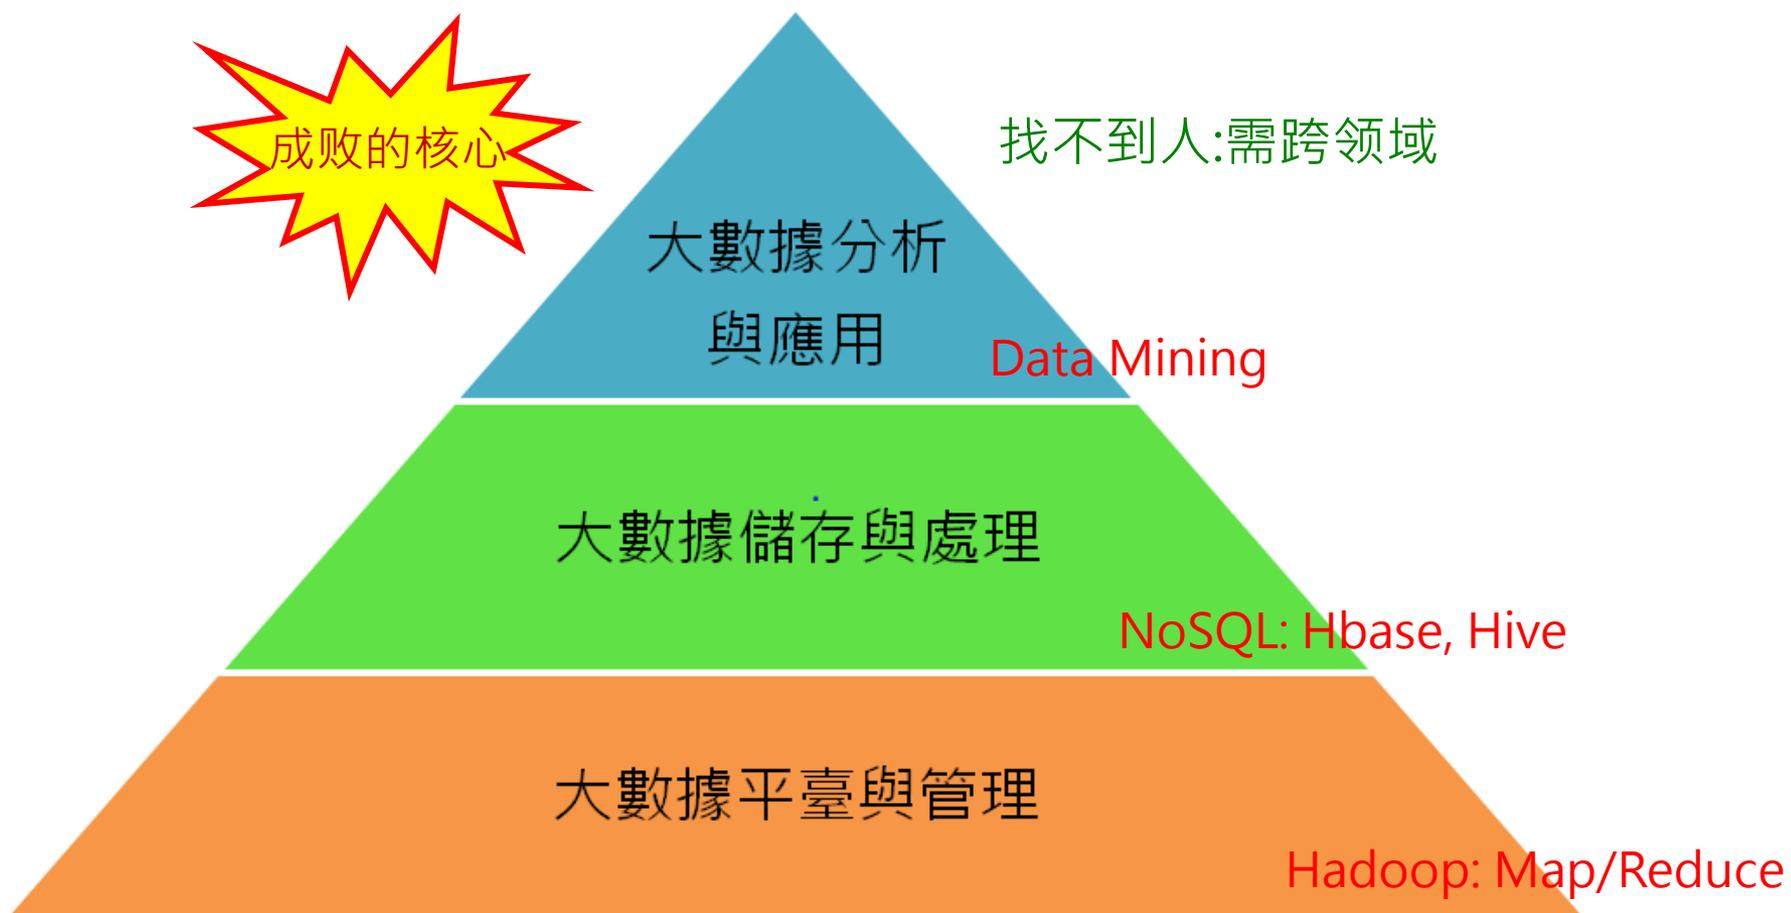 成败的核心
找不到人:需跨领域
大數據分析
與應用
Data Mining
大數據儲存與處理
NoSQL: Hbase, Hive
大數據平臺與管理
Hadoop: Map/Reduce